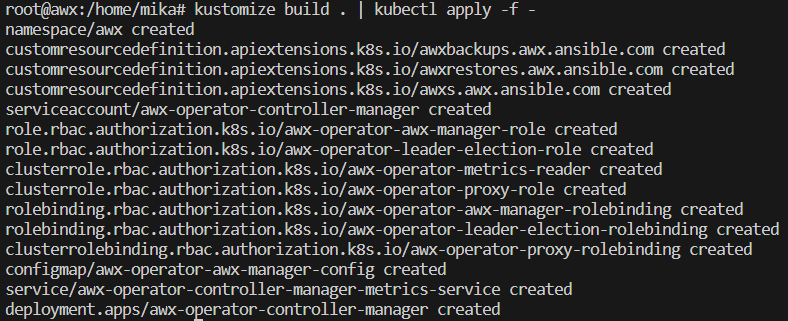 root@awx:/home/mika# kustomize build . | kubectl apply -f -
namespace/awx created
customresourcedefinition.apiextensions.k8s.io/awxbackups.awx.ansible.com created
customresourcedefinition.apiextensions.k8s.io/awxrestores.awx.ansible.com created
customresourcedefinition.apiextensions.k8s.io/awxs.awx.ansible.com created
serviceaccount/awx-operator-controller-manager created
role.rbac.authorization.k8s.io/awx-operator-awx-manager-role created
role.rbac.authorization.k8s.io/awx-operator-leader-election-role created
clusterrole.rbac.authorization.k8s.io/awx-operator-metrics-reader created
clusterrole.rbac.authorization.k8s.io/awx-operator-proxy-role created
rolebinding.rbac.authorization.k8s.io/awx-operator-awx-manager-rolebinding created
rolebinding.rbac.authorization.k8s.io/awx-operator-leader-election-rolebinding created
clusterrolebinding.rbac.authorization.k8s.io/awx-operator-proxy-rolebinding created
configmap/awx-operator-awx-manager-config created
service/awx-operator-controller-manager-metrics-service created
deployment.apps/awx-operator-controller-manager created